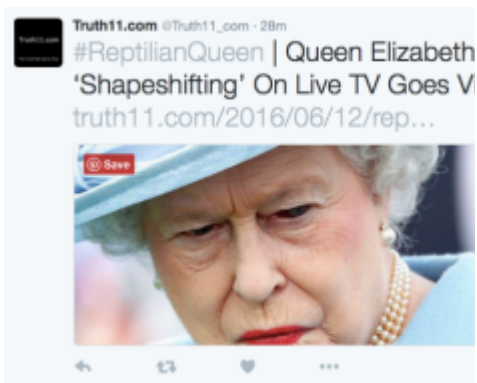 Truth11.com @Truth11_com · 28m
#ReptilianQueen | Queen Elizabeth
‘Shapeshifting’ On Live TV Goes
truth11.com/2016/06/12/rep...
Save